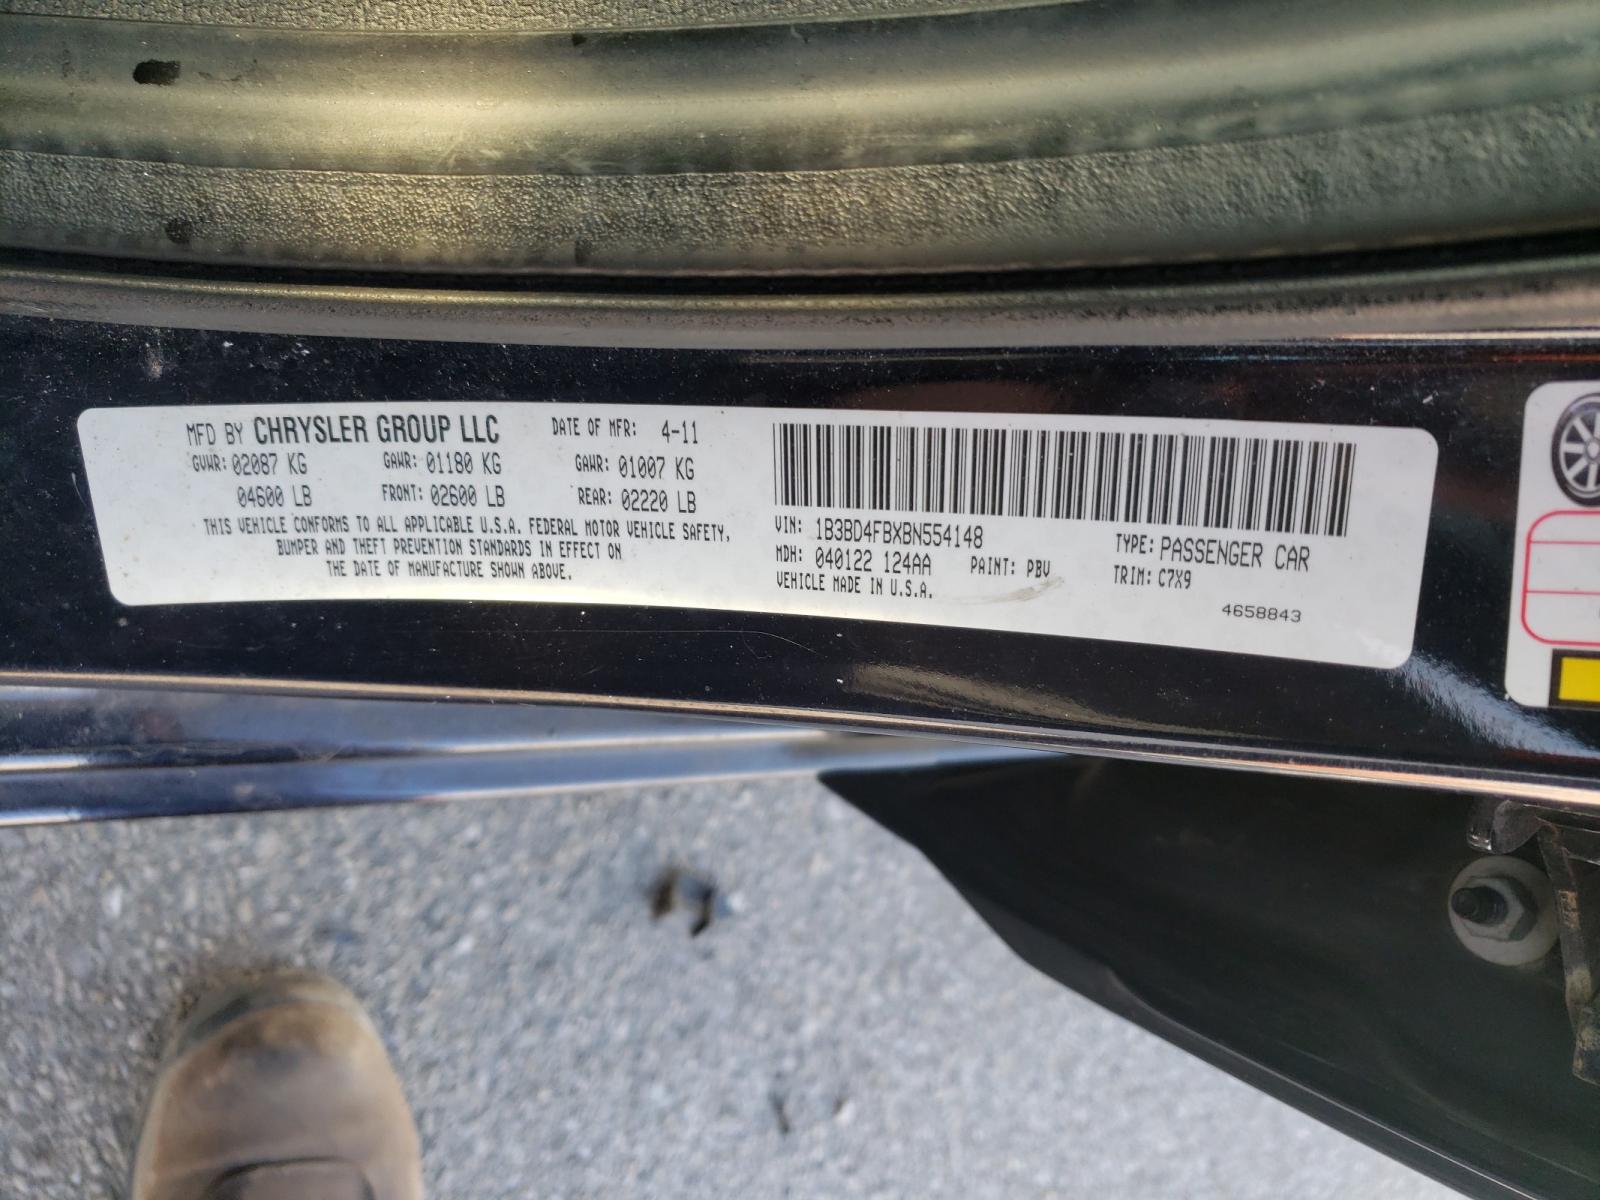 MFD BY CHRYSLER GROUP LLC DATE OF MFR: 4-11
GVWR: 02087 KG GAWR: 01180 KG GAWR: 01007 KG
04600 LB FRONT: 02600 LB REAR: 02220 LB
THIS VEHICLE CONFORMS TO ALL APPLICABLE U.S.A. FEDERAL MOTOR VEHICLE SAFETY,
BUMPER AND THEFT PREVENTION STANDARDS IN EFFECT ON
THE DATE OF MANUFACTURE SHOWN ABOVE.
VIN: 1B3BD4FBXBN554148 TYPE: PASSENGER CAR
MDH: 040122 124AA PAINT: PBV TRIM: C7X9
VEHICLE MADE IN U.S.A.
4658843